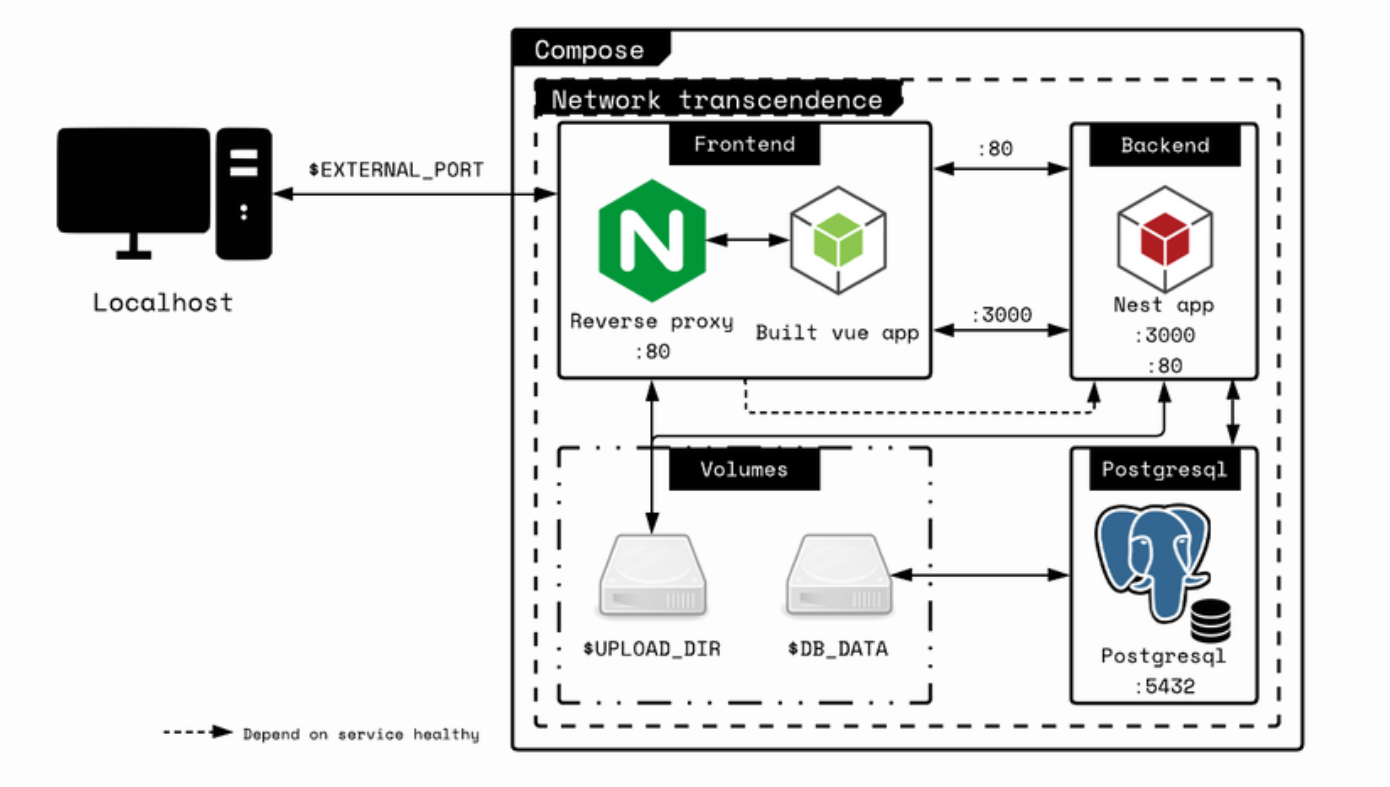 Compose
Network transcendence
Frontend
Backend
$EXTERNAL_PORT
:80
N
Localhost
Reverse proxy
:80
Built vue app
:3000
Nest app
:3000
:80
Volumes
Postgresql
$UPLOAD_DIR
$DB_DATA
Postgresql
:5432
Depend on service healthy